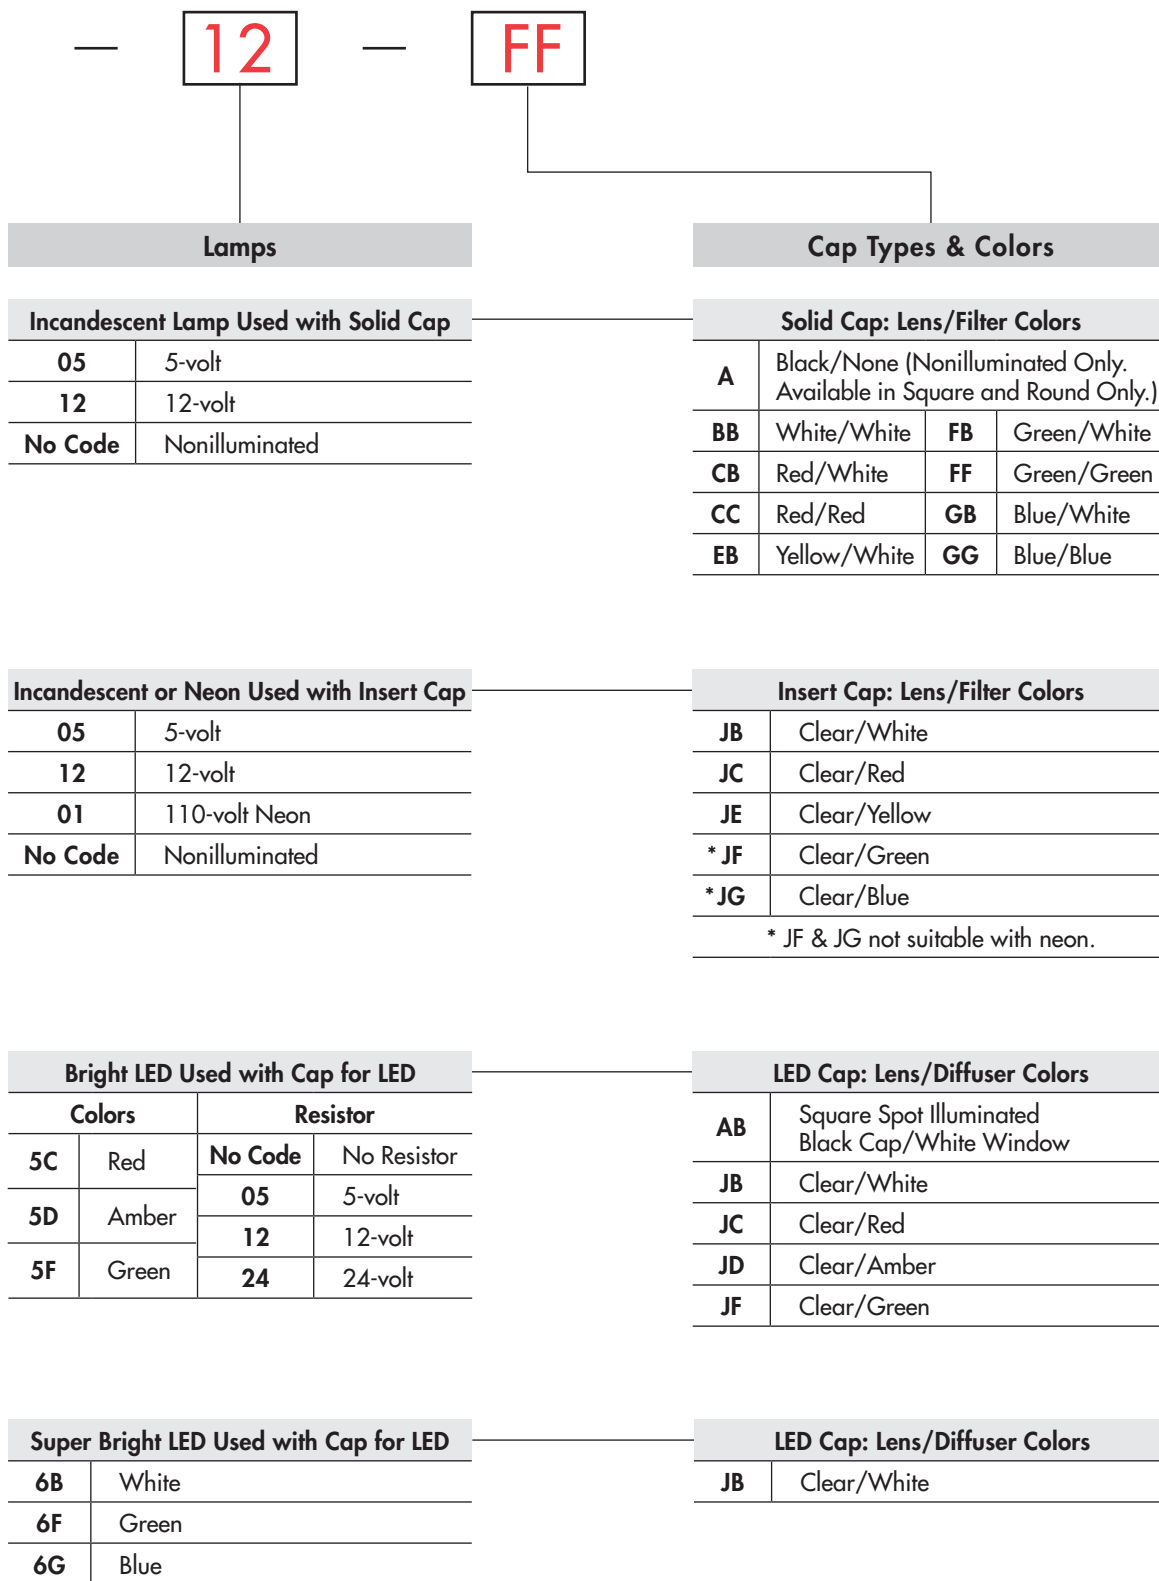 — 12 — FF
Lamps
Cap Types & Colors
Incandescent Lamp Used with Solid Cap
05 5-volt
12 12-volt
No Code Nonilluminated
Solid Cap: Lens/Filter Colors
A Black/None (Nonilluminated Only.
Available in Square and Round Only.)
BB White/White FB Green/White
CB Red/White FF Green/Green
CC Red/Red GB Blue/White
EB Yellow/White GG Blue/Blue
Incandescent or Neon Used with Insert Cap
05 5-volt
12 12-volt
01 110-volt Neon
No Code Nonilluminated
Insert Cap: Lens/Filter Colors
JB Clear/White
JC Clear/Red
JE Clear/Yellow
* JF Clear/Green
* JG Clear/Blue
* JF & JG not suitable with neon.
Bright LED Used with Cap for LED
Colors Resistor
5C Red
5D Amber
5F Green
No Code No Resistor
05 5-volt
12 12-volt
24 24-volt
LED Cap: Lens/Diffuser Colors
AB Square Spot Illuminated
Black Cap/White Window
JB Clear/White
JC Clear/Red
JD Clear/Amber
JF Clear/Green
Super Bright LED Used with Cap for LED
6B White
6F Green
6G Blue
LED Cap: Lens/Diffuser Colors
JB Clear/White